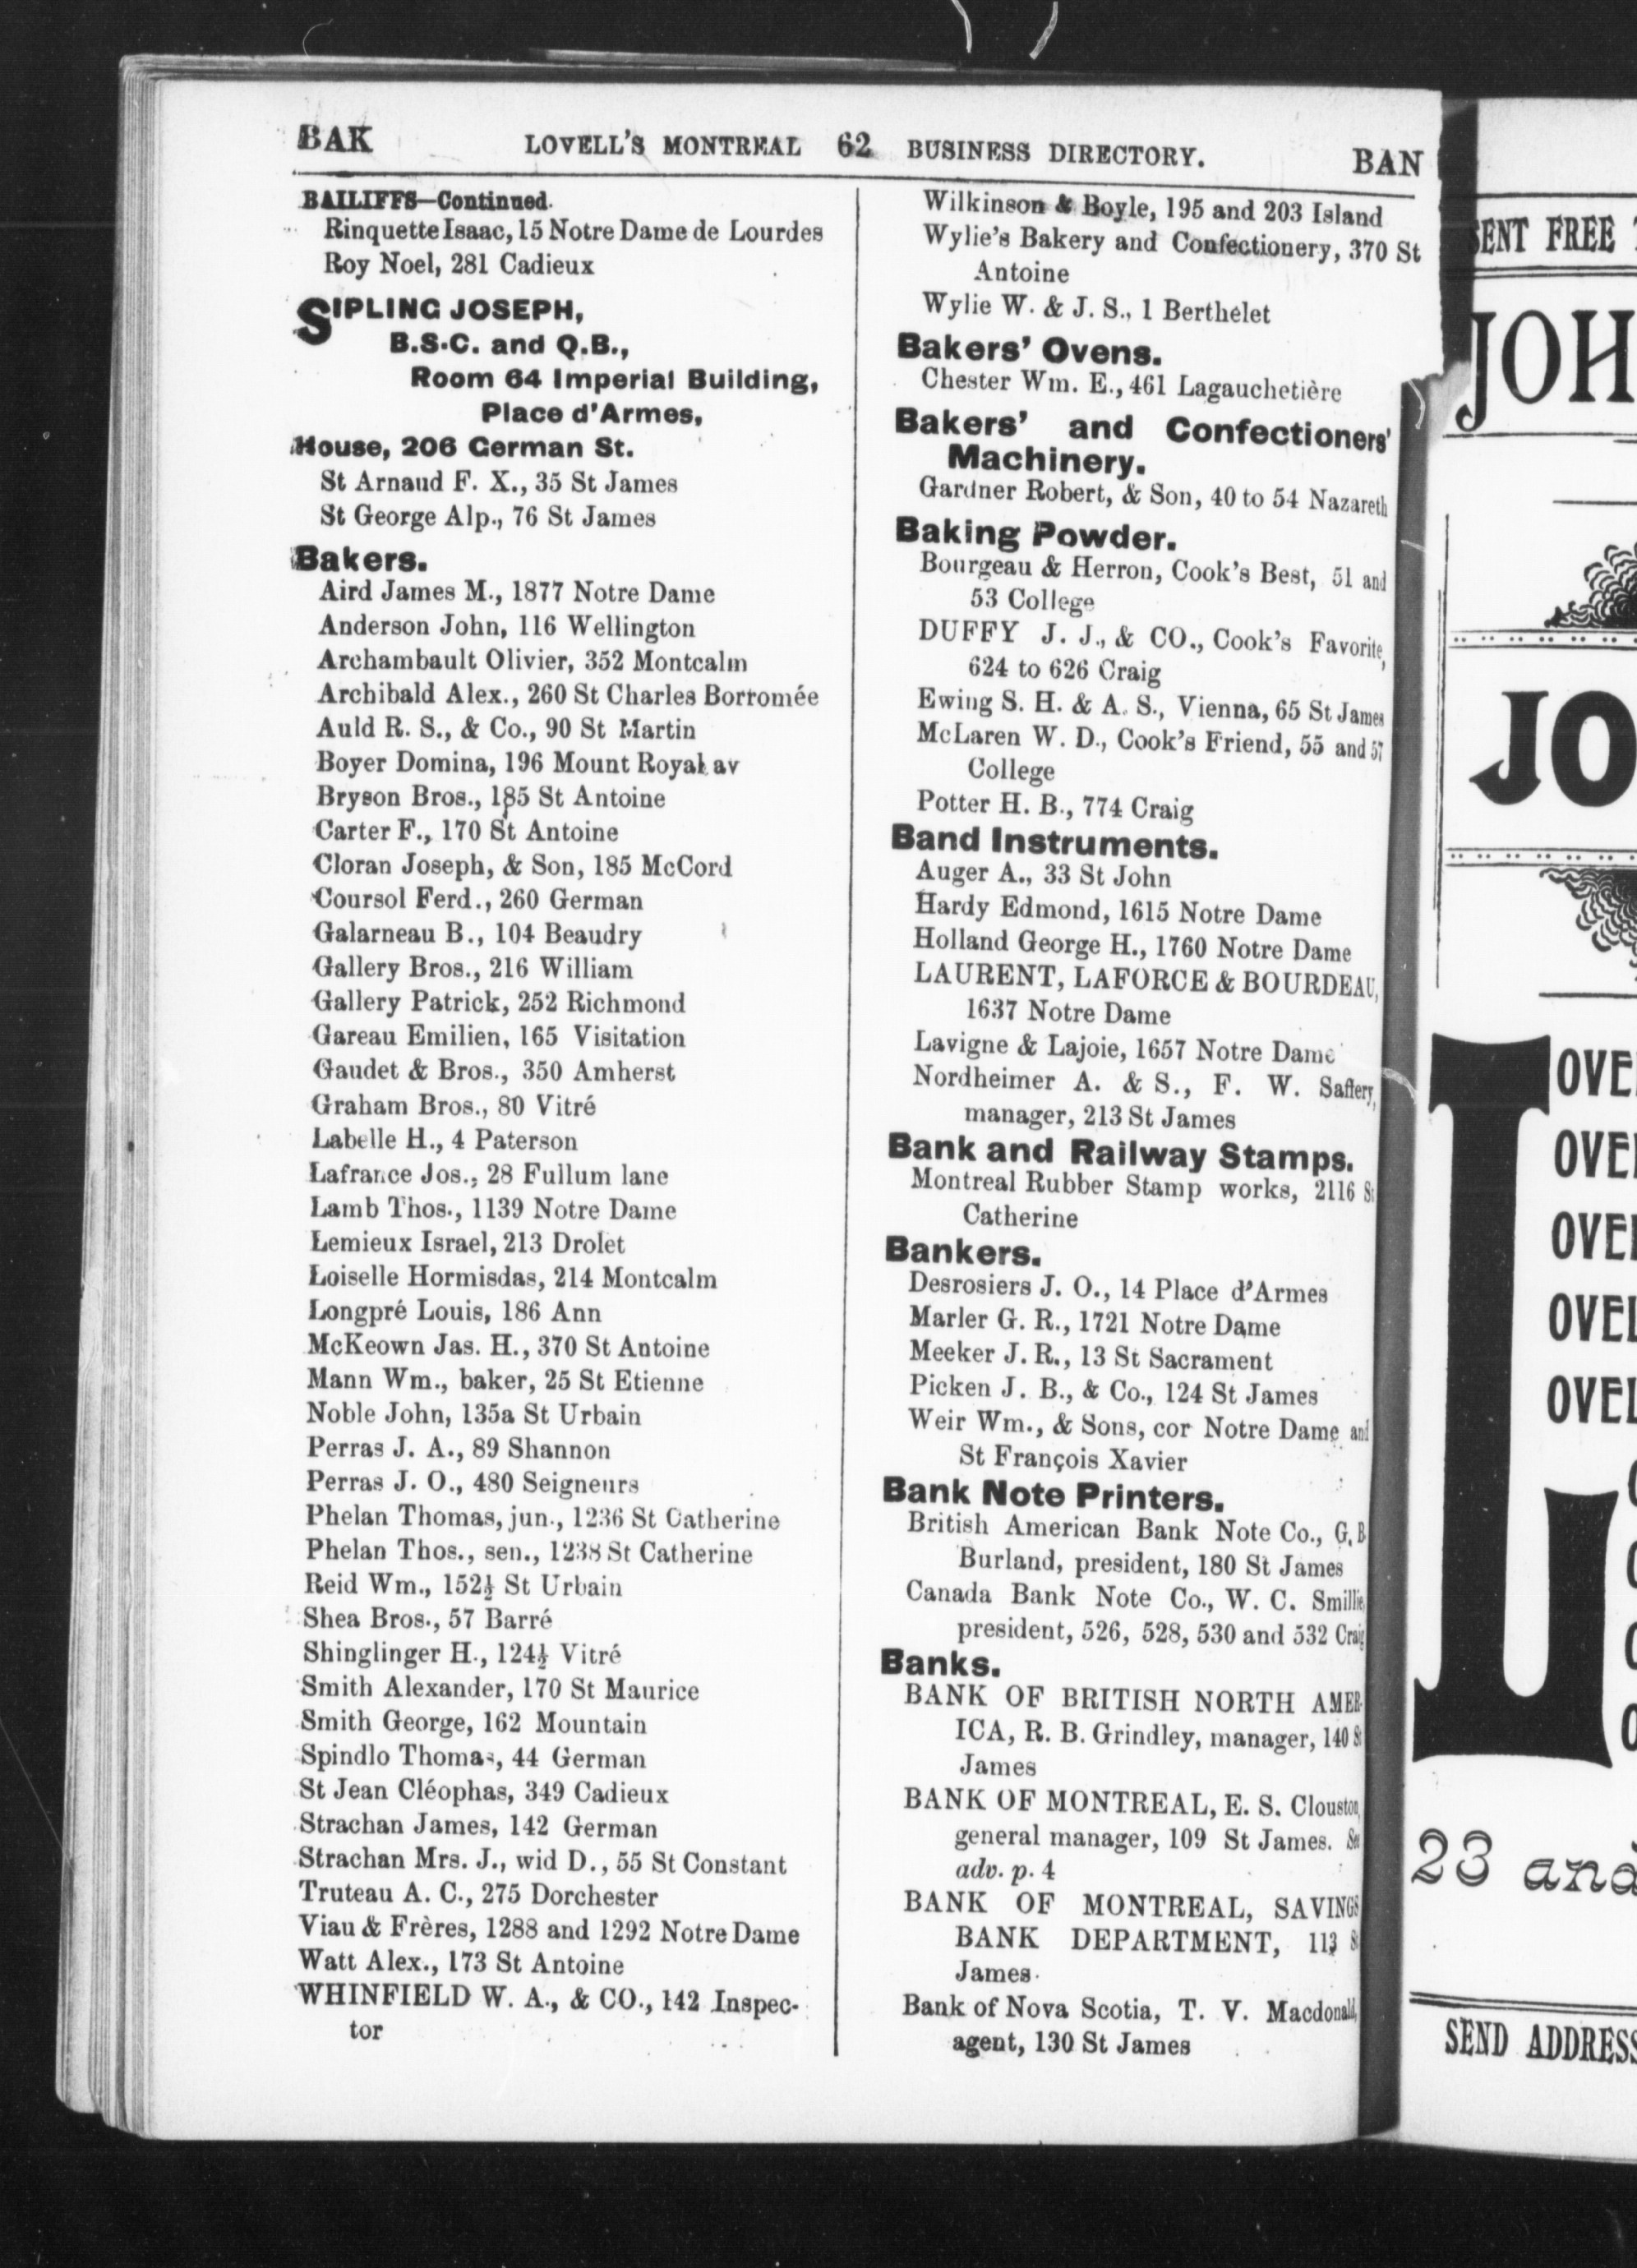 BAK LOVELL'S MONTREAL 62 BUSINESS DIRECTORY. BAN
BAILIFFS—Continued.
Rinquette Isaac, 15 Notre Dame de Lourdes
Roy Noel, 281 Cadieux
SIPLING JOSEPH,
B.S.C. and Q.B.,
Room 64 Imperial Building,
Place d'Armes,
House, 206 German St.
St Arnaud F. X., 35 St James
St George Alp., 76 St James
Bakers.
Aird James M., 1877 Notre Dame
Anderson John, 116 Wellington
Archambault Olivier, 352 Montcalm
Archibald Alex., 260 St Charles Borromée
Auld R. S., & Co., 90 St Martin
Boyer Domina, 196 Mount Royal av
Bryson Bros., 185 St Antoine
Carter F., 170 St Antoine
Cloran Joseph, & Son, 185 McCord
Coursol Ferd., 260 German
Galarneau B., 104 Beaudry
Gallery Bros., 216 William
Gallery Patrick, 252 Richmond
Gareau Emilien, 165 Visitation
Gaudet & Bros., 350 Amherst
Graham Bros., 80 Vitré
Labelle H., 4 Paterson
Lafrance Jos., 28 Fullum lane
Lamb Thos., 1139 Notre Dame
Lemieux Israel, 213 Drolet
Loiselle Hormisdas, 214 Montcalm
Longpré Louis, 186 Ann
McKeown Jas. H., 370 St Antoine
Mann Wm., baker, 25 St Etienne
Noble John, 135a St Urbain
Perras J. A., 89 Shannon
Perras J. O., 480 Seigneurs
Phelan Thomas, jun., 1236 St Catherine
Phelan Thos., sen., 1238 St Catherine
Reid Wm., 152½ St Urbain
Shea Bros., 57 Barré
Shinglinger H., 124½ Vitré
Smith Alexander, 170 St Maurice
Smith George, 162 Mountain
Spindlo Thomas, 44 German
St Jean Cléophas, 349 Cadieux
Strachan James, 142 German
Strachan Mrs. J., wid D., 55 St Constant
Truteau A. C., 275 Dorchester
Viau & Frères, 1288 and 1292 Notre Dame
Watt Alex., 173 St Antoine
WHINFIELD W. A., & CO., 142 Inspec-
tor
Wilkinson & Boyle, 195 and 203 Island
Wylie's Bakery and Confectionery, 370 St
Antoine
Wylie W. & J. S., 1 Berthelet
Bakers' Ovens.
Chester Wm. E., 461 Lagauchetière
Bakers' and Confectioners'
Machinery.
Gardner Robert, & Son, 40 to 54 Nazareth
Baking Powder.
Bourgeau & Herron, Cook's Best, 51 and
53 College
DUFFY J. J., & CO., Cook's Favorite,
624 to 626 Craig
Ewing S. H. & A. S., Vienna, 65 St James
McLaren W. D., Cook's Friend, 55 and 57
College
Potter H. B., 774 Craig
Band Instruments.
Auger A., 33 St John
Hardy Edmond, 1615 Notre Dame
Holland George H., 1760 Notre Dame
LAURENT, LAFORCE & BOURDEAU,
1637 Notre Dame
Lavigne & Lajoie, 1657 Notre Dame
Nordheimer A. & S., F. W. Saffery,
manager, 213 St James
Bank and Railway Stamps.
Montreal Rubber Stamp works, 2116 St
Catherine
Bankers.
Desrosiers J. O., 14 Place d'Armes
Marler G. R., 1721 Notre Dame
Meeker J. R., 13 St Sacrament
Picken J. B., & Co., 124 St James
Weir Wm., & Sons, cor Notre Dame and
St François Xavier
Bank Note Printers.
British American Bank Note Co., G. B
Burland, president, 180 St James
Canada Bank Note Co., W. C. Smillie,
president, 526, 528, 530 and 532 Craig
Banks.
BANK OF BRITISH NORTH AMER-
ICA, R. B. Grindley, manager, 140 St
James
BANK OF MONTREAL, E. S. Clouston,
general manager, 109 St James. See
adv. p. 4
BANK OF MONTREAL, SAVINGS
BANK DEPARTMENT, 113 St
James.
Bank of Nova Scotia, T. V. Macdonald,
agent, 130 St James
SENT FREE
JOH
JO
L
OVE
OVE
OVE
OVEL
OVEL
23 and
SEND ADDRESS